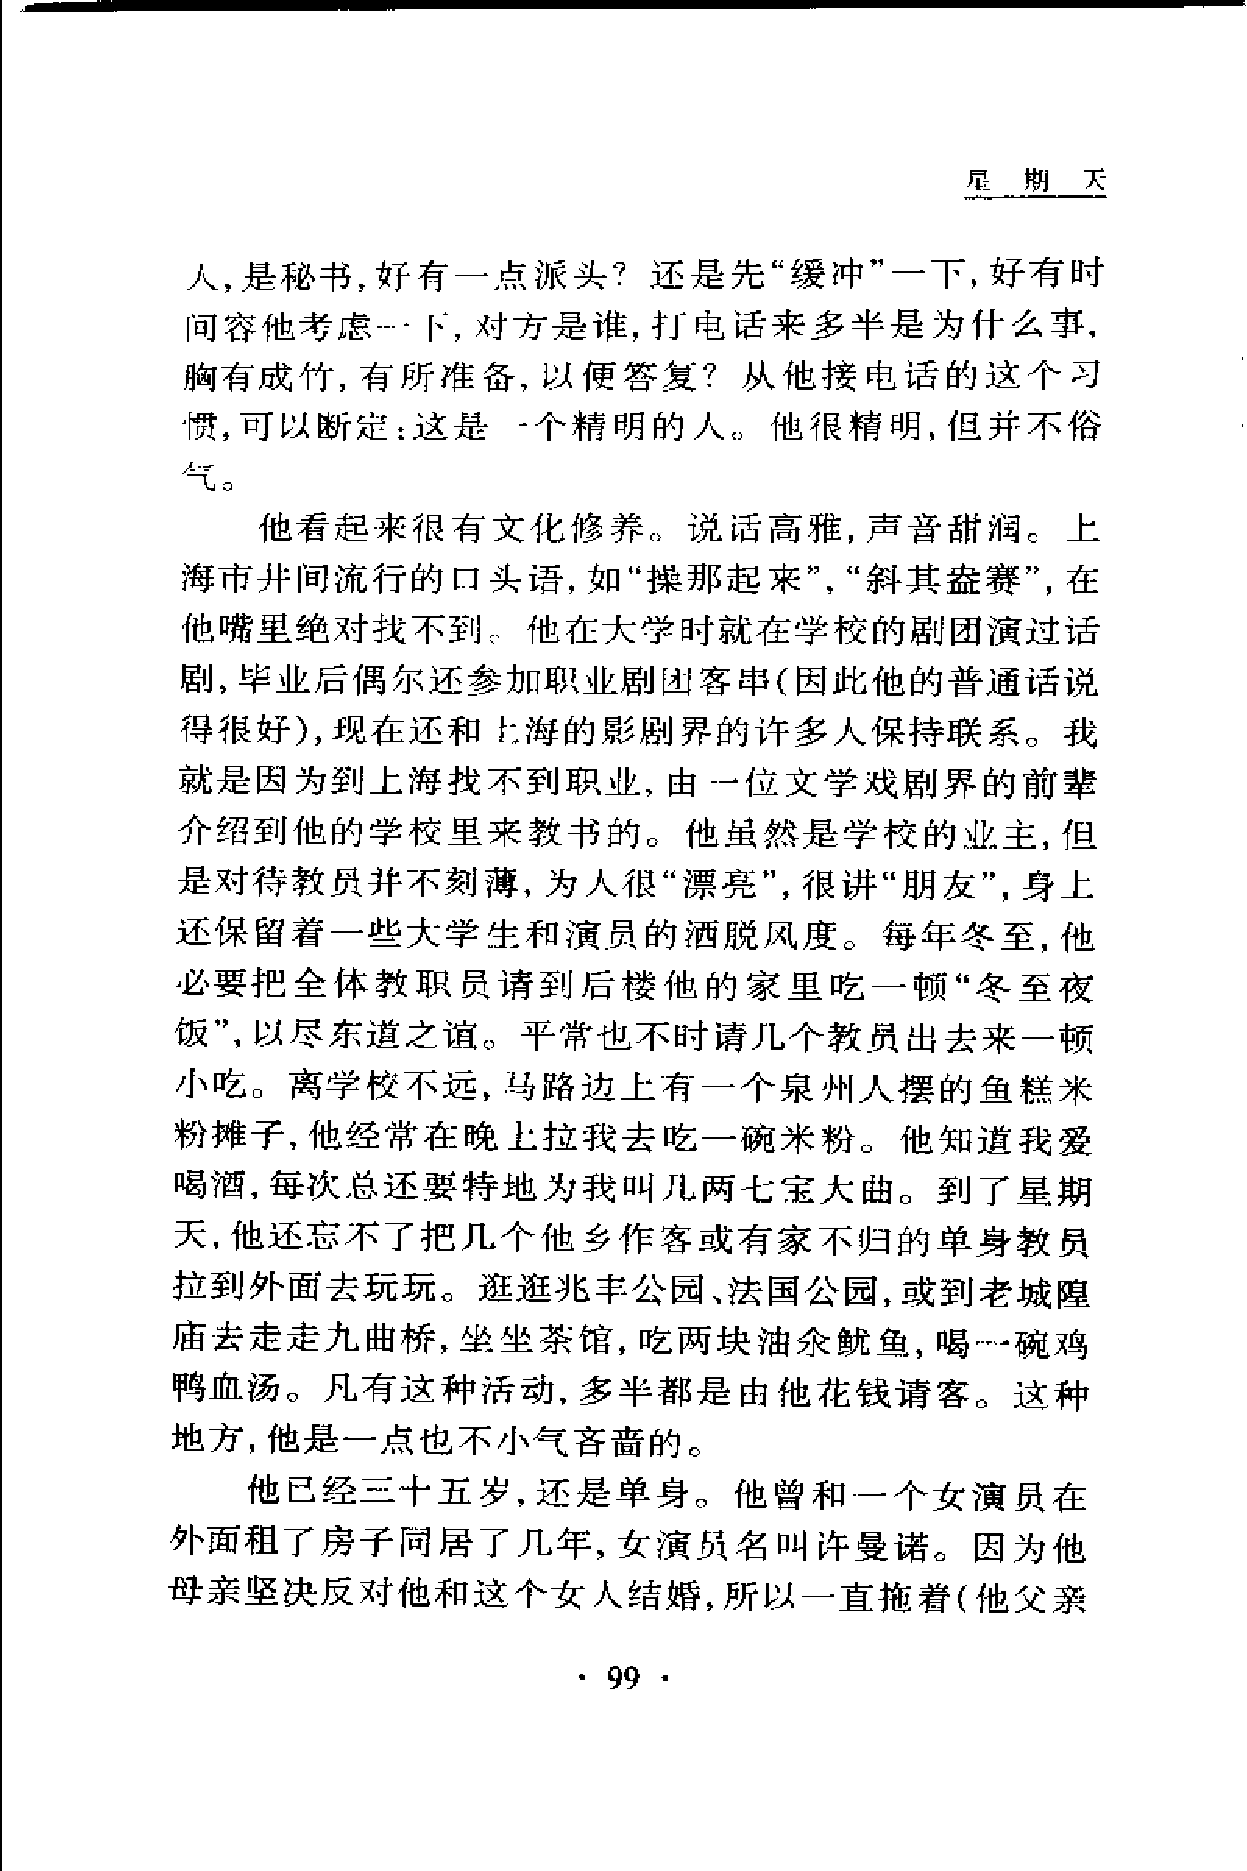 星期天
人,是秘书,好有一点派头?还是先“缓冲”一下,好有时
间容他考虑一下,对方是谁,打电话来多半是为什么事,
胸有成竹,有所准备,以便答复?从他接电话的这个习
惯,可以断定:这是一个精明的人。他很精明,但并不俗
气。
他看起来很有文化修养。说话高雅,声音甜润。上
海市井间流行的口头语,如“操那起来”,“斜其盎赛”,在
他嘴里绝对找不到。他在大学时就在学校的剧团演过话
剧,毕业后偶尔还参加职业剧团客串(因此他的普通话说
得很好),现在还和上海的影剧界的许多人保持联系。我
就是因为到上海找不到职业,由一位文学戏剧界的前辈
介绍到他的学校里来教书的。他虽然是学校的业主,但
是对待教员并不刻薄,为人很“漂亮”,很讲“朋友”,身上
还保留着一些大学生和演员的洒脱风度。每年冬至,他
必要把全体教职员请到后楼他的家里吃一顿“冬至夜
饭”,以尽东道之谊。平常也不时请几个教员出去来一顿
小吃。离学校不远,马路边上有一个泉州人摆的鱼糕米
粉摊子,他经常在晚上拉我去吃一碗米粉。他知道我爱
喝酒,每次总还要特地为我叫几两七宝大曲。到了星期
天,他还忘不了把几个他乡作客或有家不归的单身教员
拉到外面去玩玩。逛逛兆丰公园、法国公园,或到老城隍
庙去走走九曲桥,坐坐茶馆,吃两块油汆鱿鱼,喝一碗鸡
鸭血汤。凡有这种活动,多半都是由他花钱请客。这种
地方,他是一点也不小气吝啬的。
他已经三十五岁,还是单身。他曾和一个女演员在
外面租了房子同居了几年,女演员名叫许曼诺。因为他
母亲坚决反对他和这个女人结婚,所以一直拖着(他父亲
· 99 ·